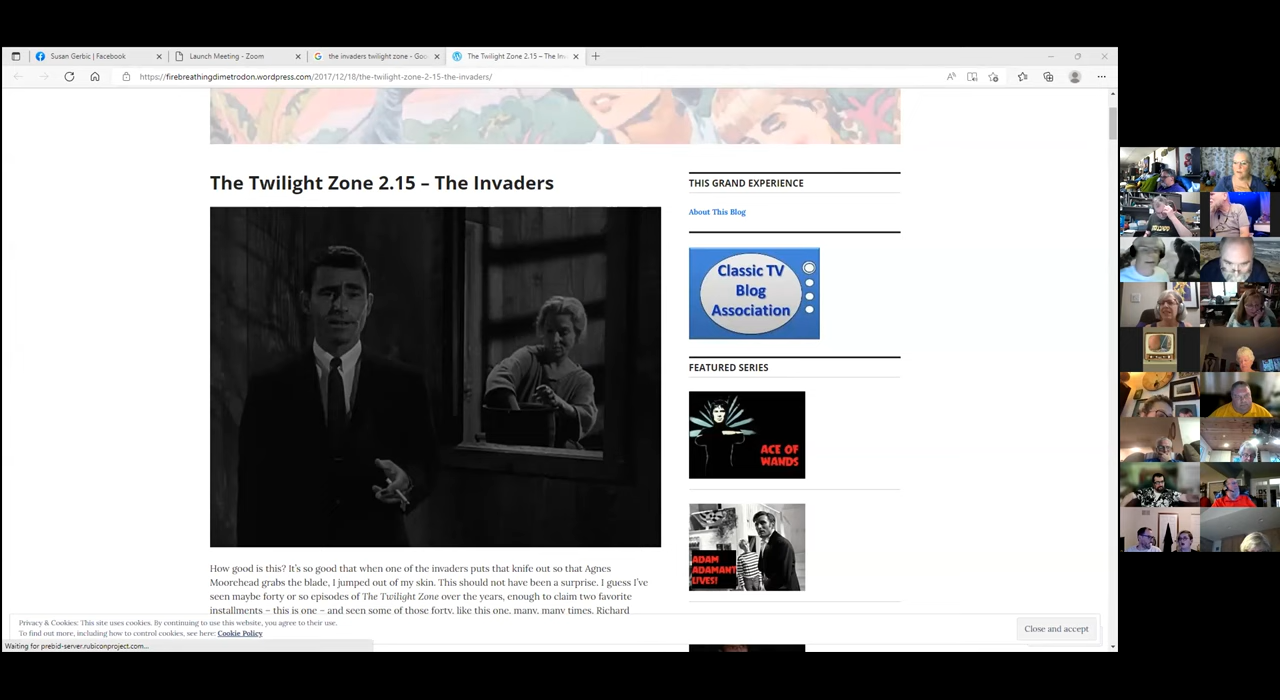 Susan Gerbic | Facebook
Launch Meeting - Zoom
the invaders twilight zone - Goo
The Twilight Zone 2.15 – The Inv
https://firebreathingdimetrodon.wordpress.com/2017/12/18/the-twilight-zone-2-15-the-invaders/
The Twilight Zone 2.15 – The Invaders
THIS GRAND EXPERIENCE
About This Blog
Classic TV
Blog
Association
FEATURED SERIES
ACE OF
WANDS
ADAM
ADAMANT
LIVES!
How good is this? It’s so good that when one of the invaders puts that knife out so that Agnes
Moorehead grabs the blade, I jumped out of my skin. This should not have been a surprise. I guess I’ve
seen maybe forty or so episodes of The Twilight Zone over the years, enough to claim two favorite
installments – this is one – and seen some of those forty, like this one, many, many times. Richard
Privacy & Cookies: This site uses cookies. By continuing to use this website, you agree to their use.
To find out more, including how to control cookies, see here: Cookie Policy
Close and accept
Waiting for prebid-server.rubiconproject.com...